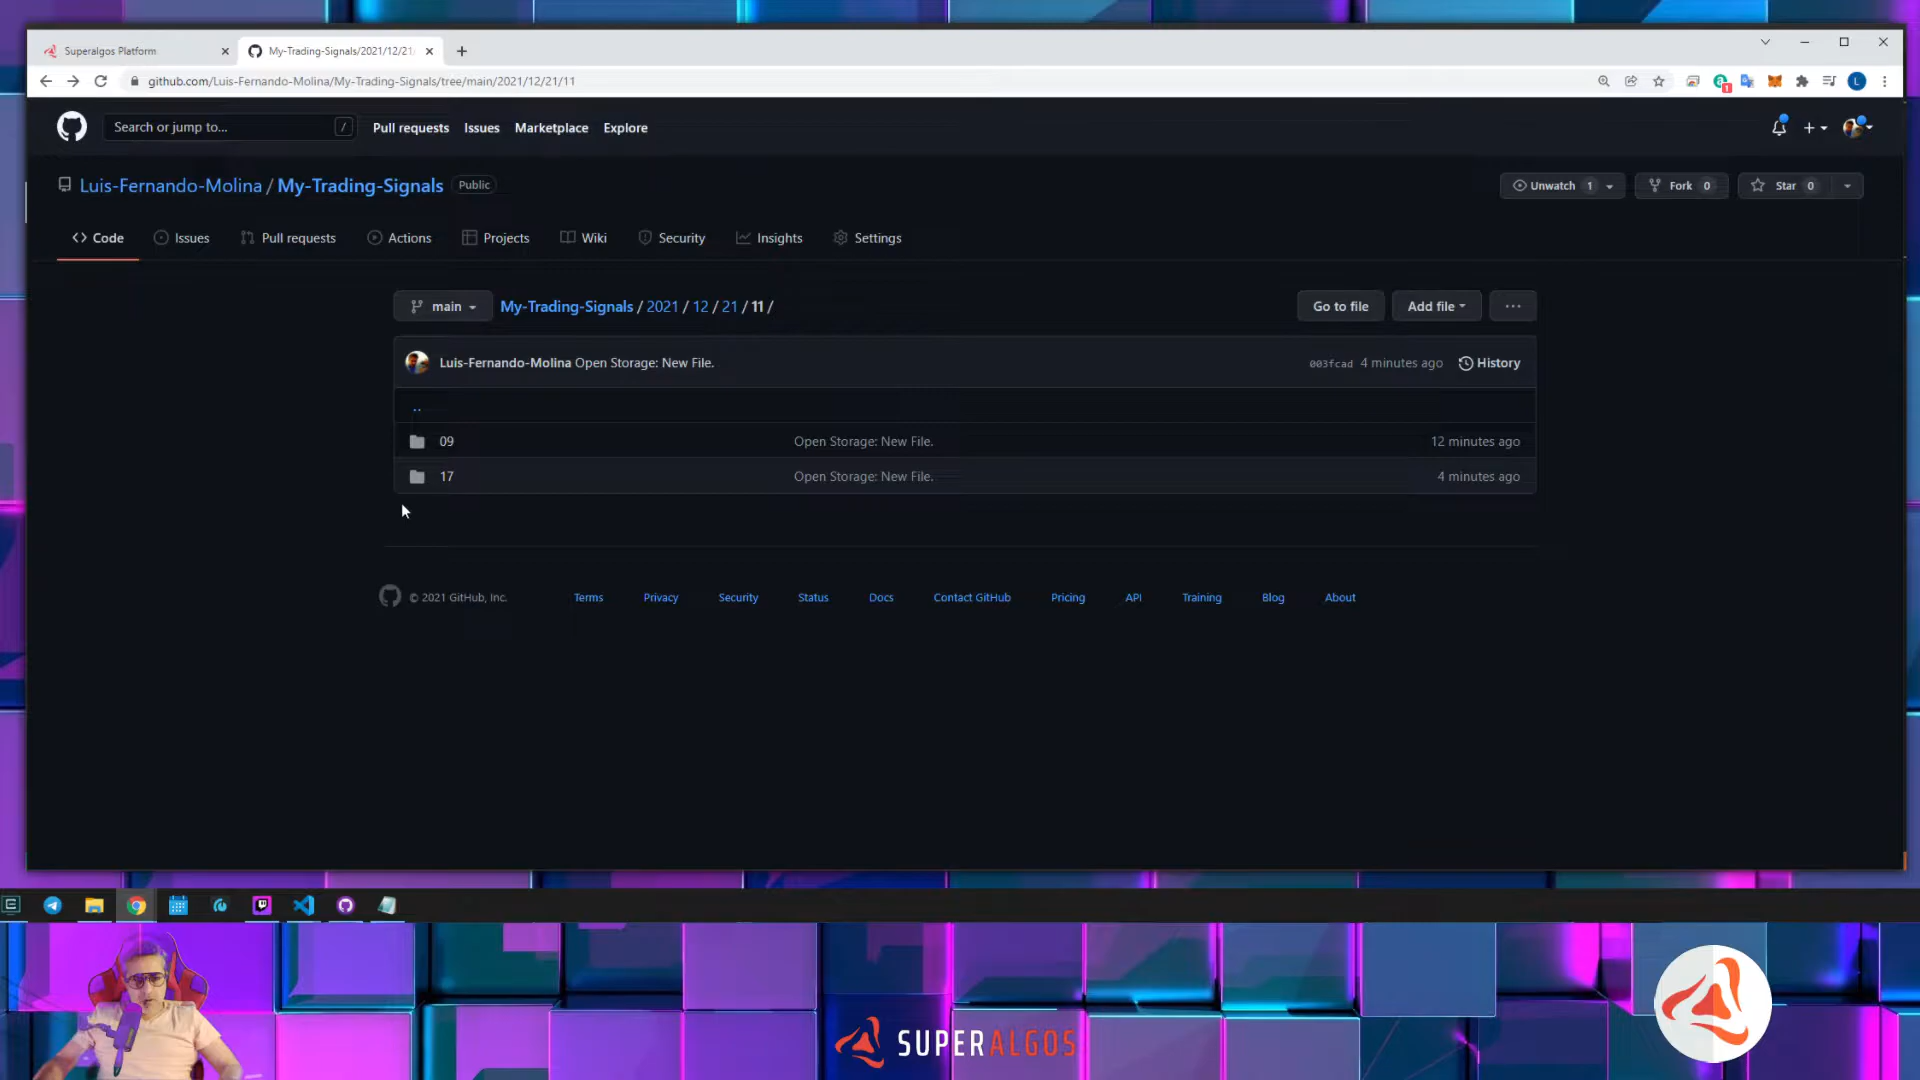 Superalgos Platform
My-Trading-Signals/2021/12/21
github.com/Luis-Fernando-Molina/My-Trading-Signals/tree/main/2021/12/21/11
1
L
Search or jump to...
/
Pull requests
Issues
Marketplace
Explore
Luis-Fernando-Molina / My-Trading-Signals
Public
Unwatch 1
Fork 0
Star 0
Code
Issues
Pull requests
Actions
Projects
Wiki
Security
Insights
Settings
main
My-Trading-Signals / 2021 / 12 / 21 / 11 /
Go to file
Add file
Luis-Fernando-Molina Open Storage: New File.
003fcad 4 minutes ago
History
..
09 Open Storage: New File. 12 minutes ago
17 Open Storage: New File. 4 minutes ago
© 2021 GitHub, Inc.
Terms
Privacy
Security
Status
Docs
Contact GitHub
Pricing
API
Training
Blog
About
SUPERALGOS